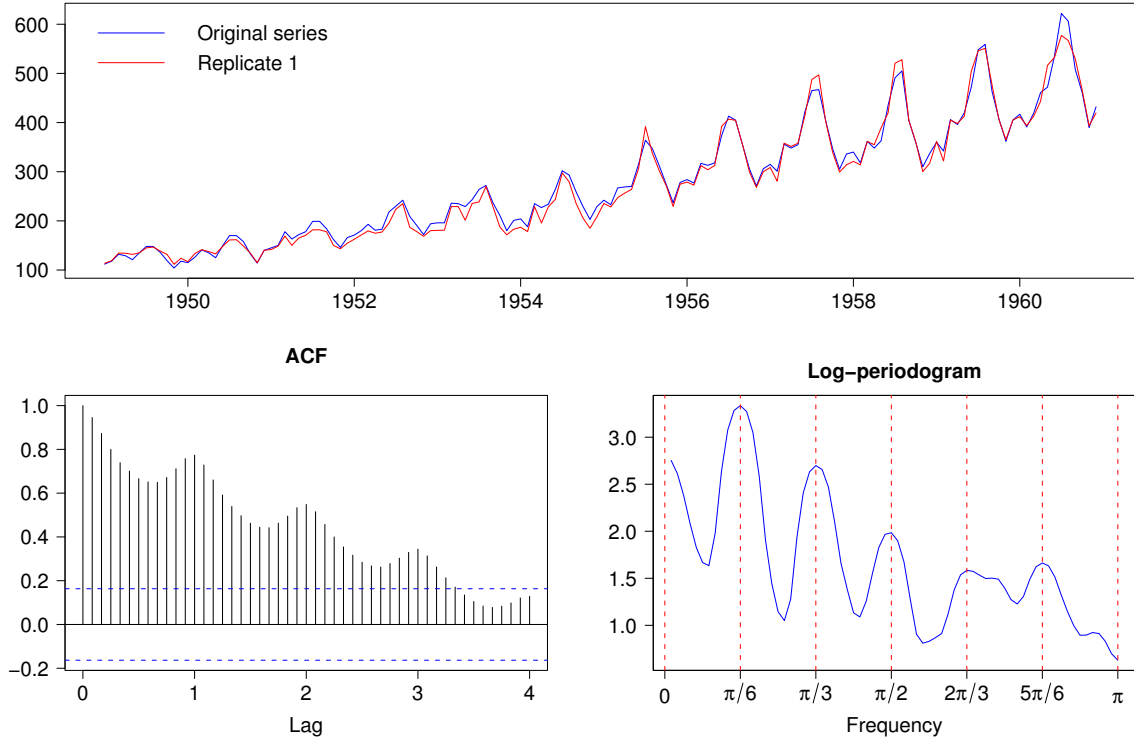 600
500
400
300
200
100
Original series
Replicate 1
1950 1952 1954 1956 1958 1960
ACF
1.0
0.8
0.6
0.4
0.2
0.0
−0.2
0 1 2 3 4
Lag
Log−periodogram
3.0
2.5
2.0
1.5
1.0
0 π/6 π/3 π/2 2π/3 5π/6 π
Frequency